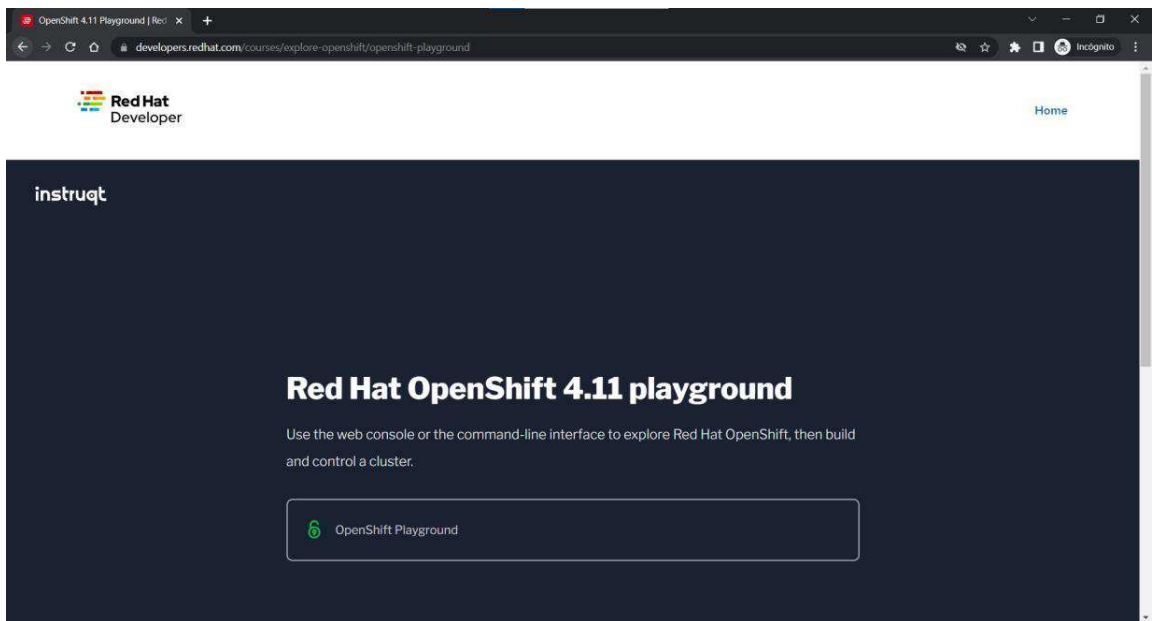 OpenShift 4.11 Playground | Red
developers.redhat.com/courses/explore-openshift/openshift-playground
Incógnito
Red Hat
Developer
Home
instruqt
Red Hat OpenShift 4.11 playground
Use the web console or the command-line interface to explore Red Hat OpenShift, then build
and control a cluster.
OpenShift Playground